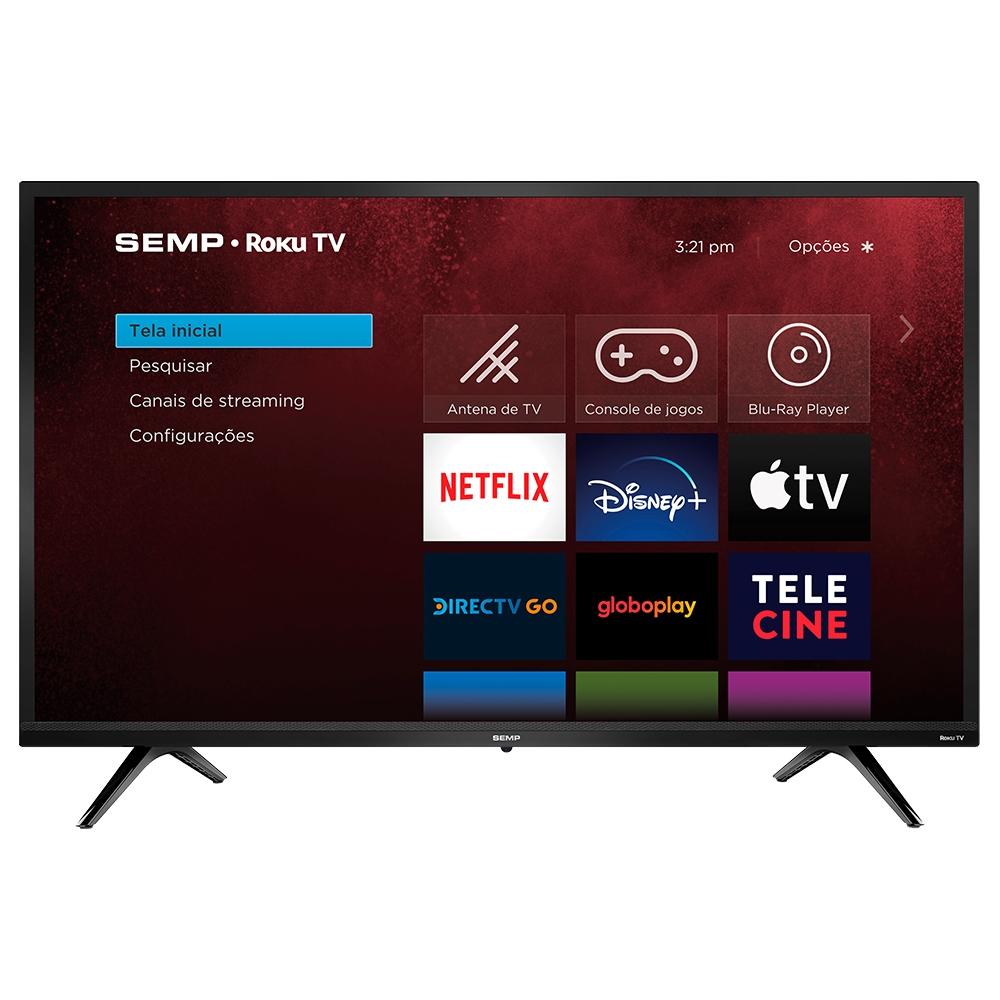 SEMP • Roku TV
3:21 pm
Opções *
Tela inicial
Pesquisar
Canais de streaming
Configurações
Antena de TV
Console de jogos
Blu-Ray Player
NETFLIX
Disney+
tv
DIRECTV GO
globoplay
TELE
CINE
SEMP
Roku TV